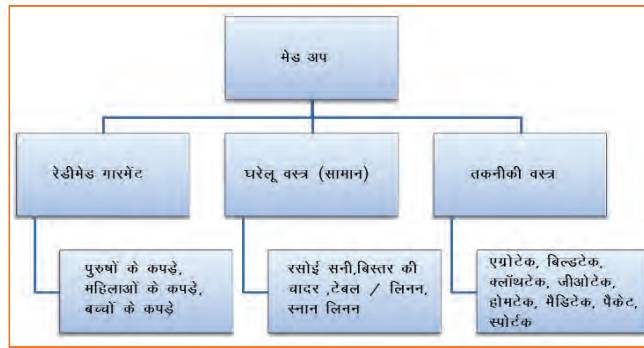 मेड अप
रेडीमेड गारमेंट
घरेलू वस्त्र (सामान)
तकनीकी वस्त्र
पुरुषों के कपड़े,
महिलाओं के कपड़े,
बच्चों के कपड़े
रसोई सनी,बिस्तर की
चादर ,टेबल / लिनन,
स्नान लिनन
एग्रोटेक, बिल्डटेक,
क्लॉथटेक, जीओटेक,
होमटेक, मैडिटेक, पैकेट,
स्पोर्टक